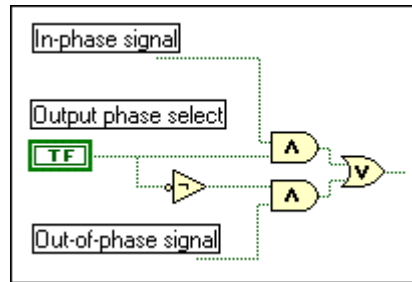 In-phase signal
Output phase select
TF
Λ
¬
Λ
V
Out-of-phase signal